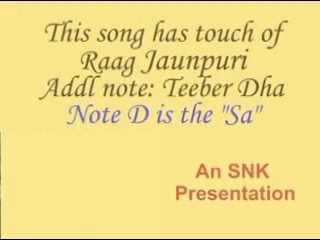 This song has touch of
Raag Jaunpuri
Addl note: Teeber Dha
Note D is the "Sa"
An SNK
Presentation